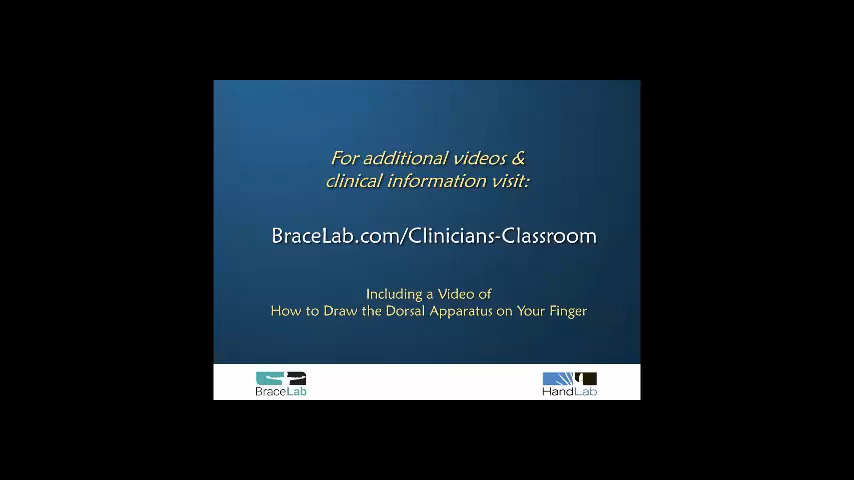 For additional videos &
clinical information visit:
BraceLab.com/Clinicians-Classroom
Including a Video of
How to Draw the Dorsal Apparatus on Your Finger
BraceLab
HandLab